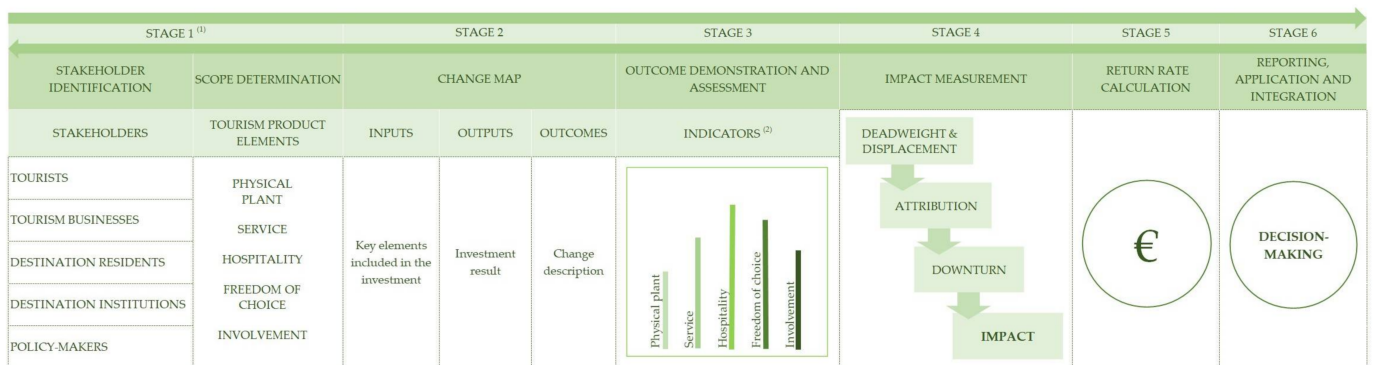 STAGE 1 (1)
STAGE 2
STAGE 3
STAGE 4
STAGE 5
STAGE 6
STAKEHOLDER
IDENTIFICATION
SCOPE DETERMINATION
CHANGE MAP
OUTCOME DEMONSTRATION AND
ASSESSMENT
IMPACT MEASUREMENT
RETURN RATE
CALCULATION
REPORTING,
APPLICATION AND
INTEGRATION
STAKEHOLDERS
TOURISM PRODUCT
ELEMENTS
INPUTS
OUTPUTS
OUTCOMES
INDICATORS (2)
TOURISTS
TOURISM BUSINESSES
DESTINATION RESIDENTS
DESTINATION INSTITUTIONS
POLICY-MAKERS
PHYSICAL
PLANT
SERVICE
HOSPITALITY
FREEDOM OF
CHOICE
INVOLVEMENT
Key elements
included in the
investment
Investment
result
Change
description
Physical plant
Service
Hospitality
Freedom of choice
Involvement
DEADWEIGHT &
DISPLACEMENT
ATTRIBUTION
DOWNTURN
IMPACT
€
DECISION-
MAKING